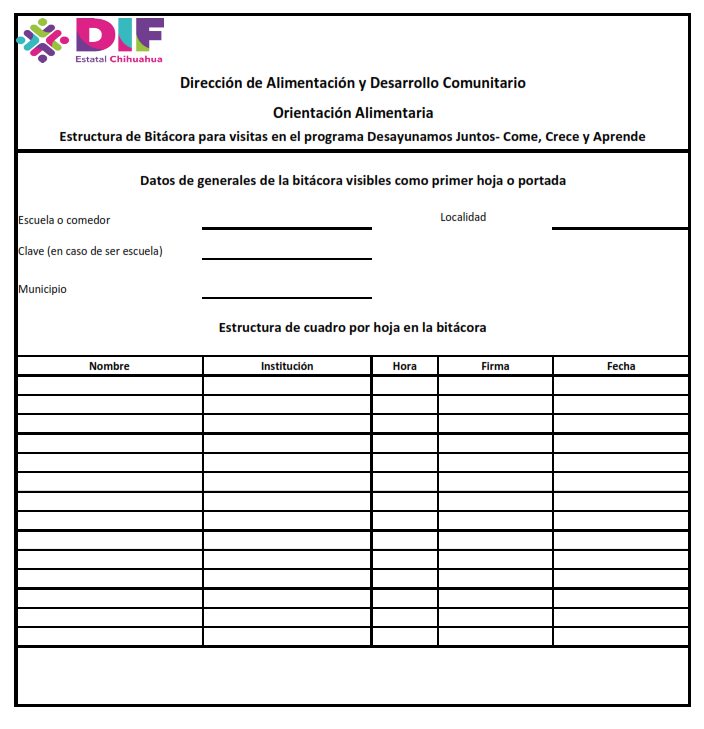 DIF
Estatal Chihuahua
Dirección de Alimentación y Desarrollo Comunitario
Orientación Alimentaria
Estructura de Bitácora para visitas en el programa Desayunamos Juntos- Come, Crece y Aprende
Datos de generales de la bitácora visibles como primer hoja o portada
Escuela o comedor Localidad
Clave (en caso de ser escuela)
Municipio
Estructura de cuadro por hoja en la bitácora
Nombre Institución Hora Firma Fecha